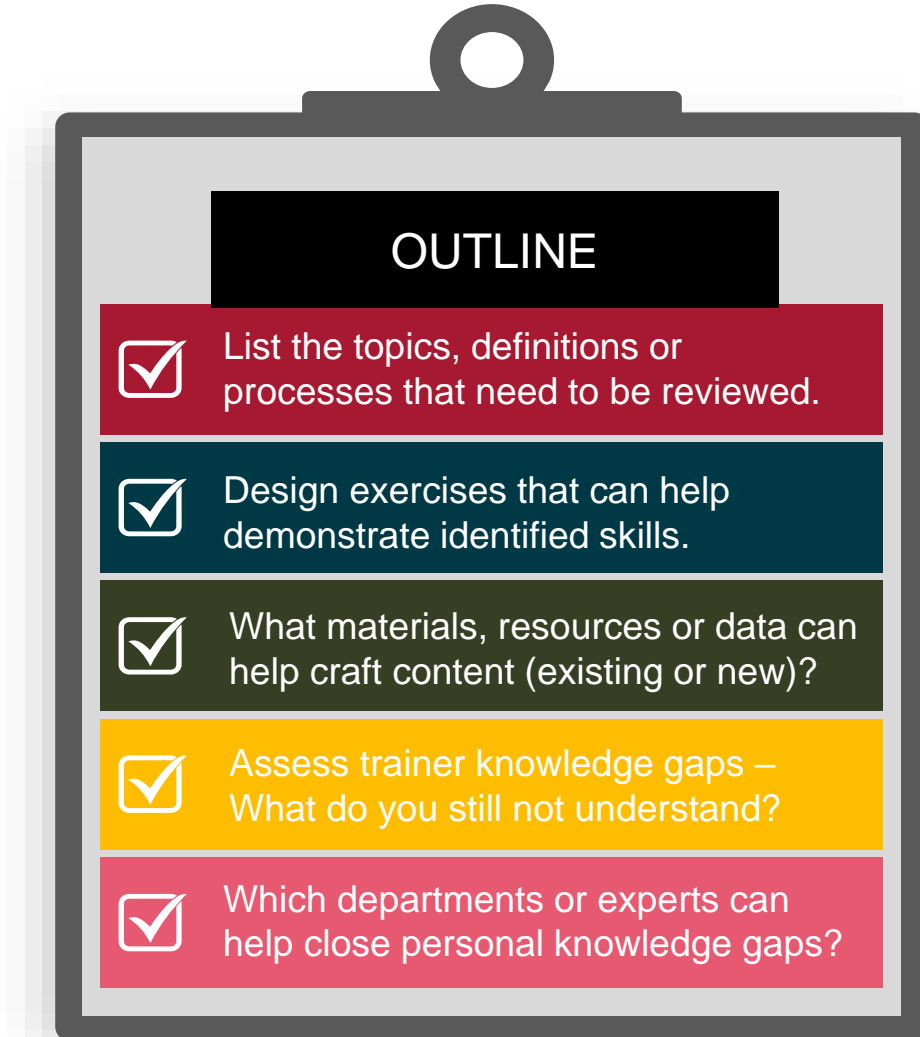 OUTLINE
List the topics, definitions or
processes that need to be reviewed.
Design exercises that can help
demonstrate identified skills.
What materials, resources or data can
help craft content (existing or new)?
Assess trainer knowledge gaps –
What do you still not understand?
Which departments or experts can
help close personal knowledge gaps?